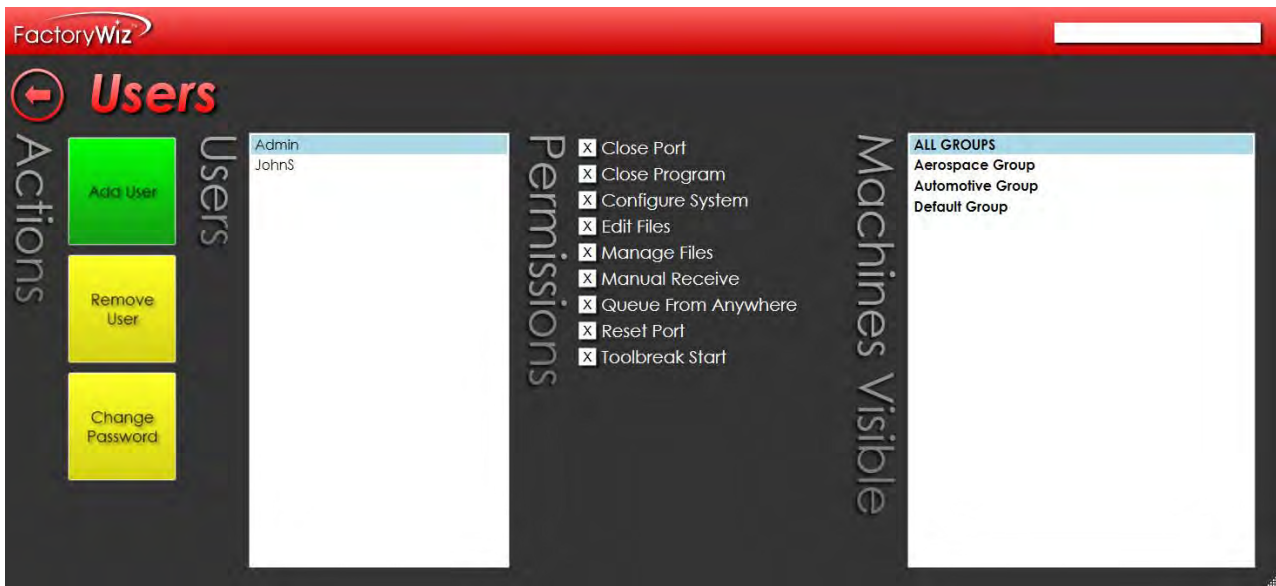 FactoryWiz™
Users
Actions
Add User
Remove
User
Change
Password
Users
Admin
JohnS
Permissions
X Close Port
X Close Program
X Configure System
X Edit Files
X Manage Files
X Manual Receive
X Queue From Anywhere
X Reset Port
X Toolbreak Start
Machines Visible
ALL GROUPS
Aerospace Group
Automotive Group
Default Group